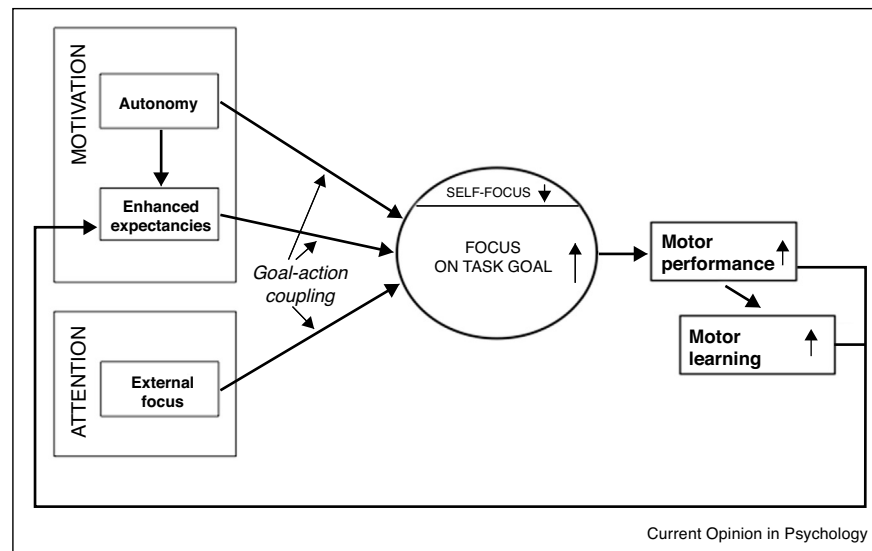 MOTIVATION
Autonomy
Enhanced
expectancies
Goal-action
coupling
ATTENTION
External
focus
SELF-FOCUS
FOCUS
ON TASK GOAL
Motor
performance
Motor
learning
Current Opinion in Psychology